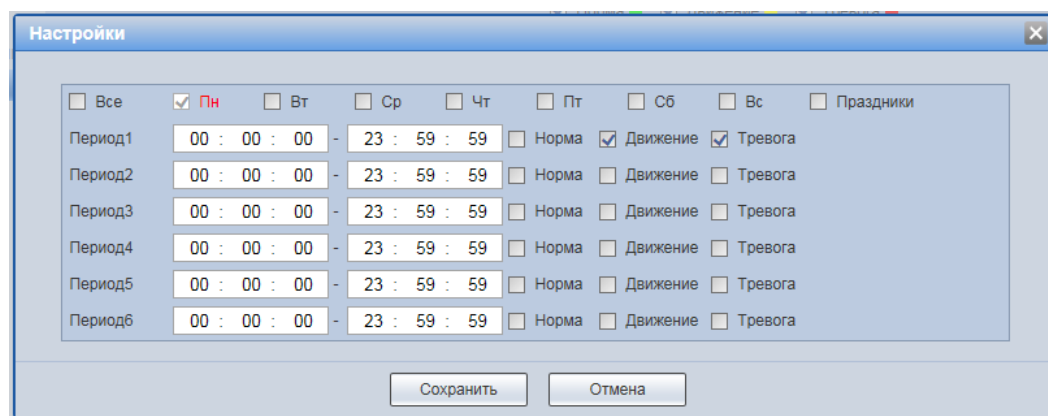 Настройки
Все Пн Вт Ср Чт Пт Сб Вс Праздники
Период1 00 : 00 : 00 - 23 : 59 : 59 Норма Движение Тревога
Период2 00 : 00 : 00 - 23 : 59 : 59 Норма Движение Тревога
Период3 00 : 00 : 00 - 23 : 59 : 59 Норма Движение Тревога
Период4 00 : 00 : 00 - 23 : 59 : 59 Норма Движение Тревога
Период5 00 : 00 : 00 - 23 : 59 : 59 Норма Движение Тревога
Период6 00 : 00 : 00 - 23 : 59 : 59 Норма Движение Тревога
Сохранить Отмена